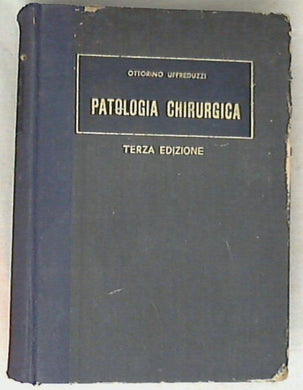 OTTORINO UFFREDUZZI
PATOLOGIA CHIRURGICA
TERZA EDIZIONE